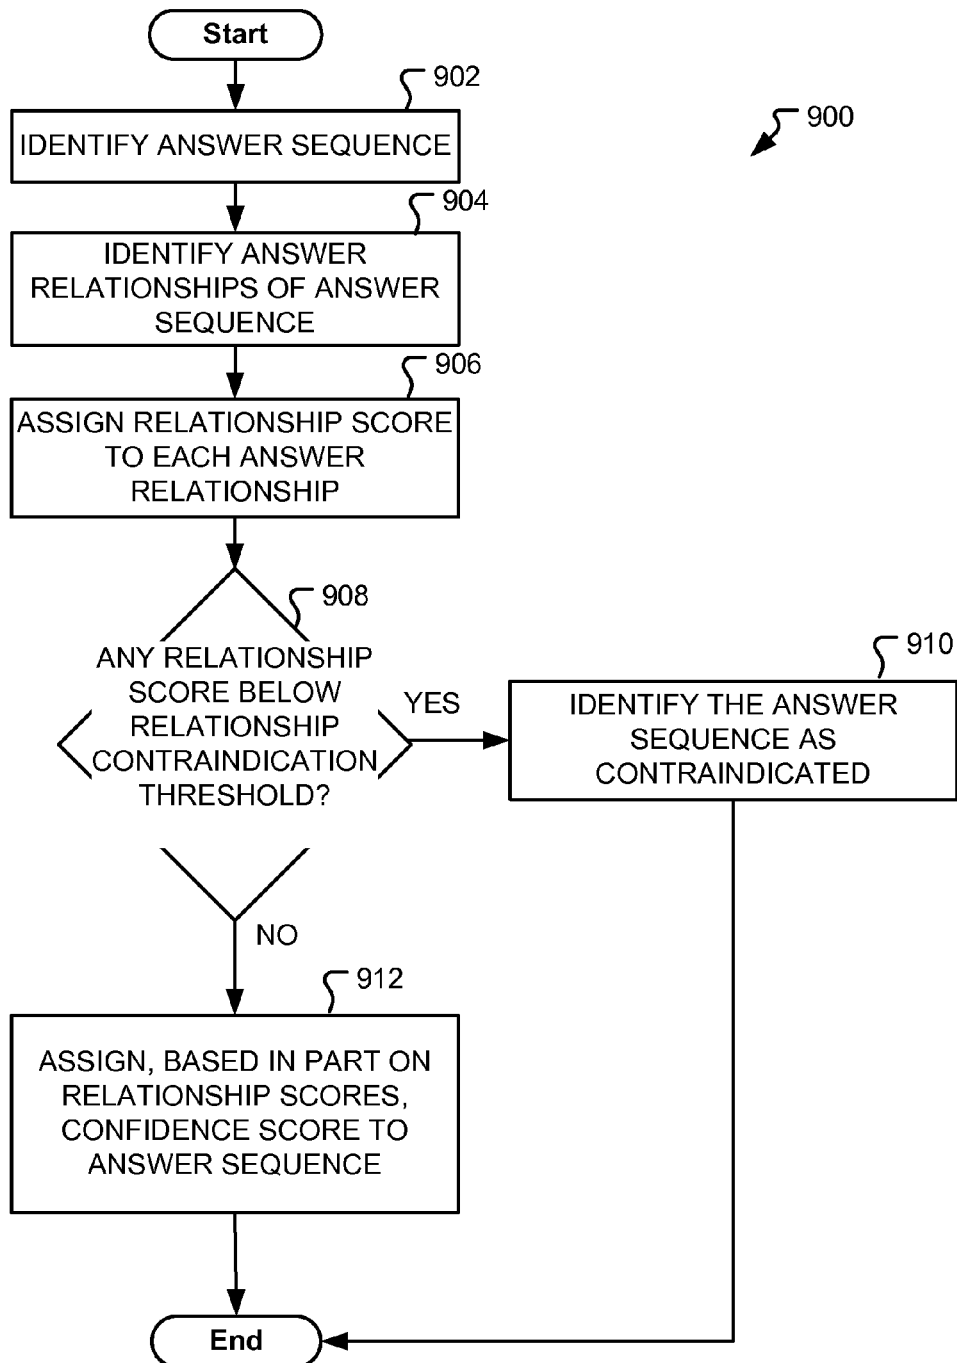 Start
902
IDENTIFY ANSWER SEQUENCE
900
904
IDENTIFY ANSWER
RELATIONSHIPS OF ANSWER
SEQUENCE
906
ASSIGN RELATIONSHIP SCORE
TO EACH ANSWER
RELATIONSHIP
908
ANY RELATIONSHIP
SCORE BELOW
RELATIONSHIP
CONTRAINDICATION
THRESHOLD?
YES
910
IDENTIFY THE ANSWER
SEQUENCE AS
CONTRAINDICATED
NO
912
ASSIGN, BASED IN PART ON
RELATIONSHIP SCORES,
CONFIDENCE SCORE TO
ANSWER SEQUENCE
End